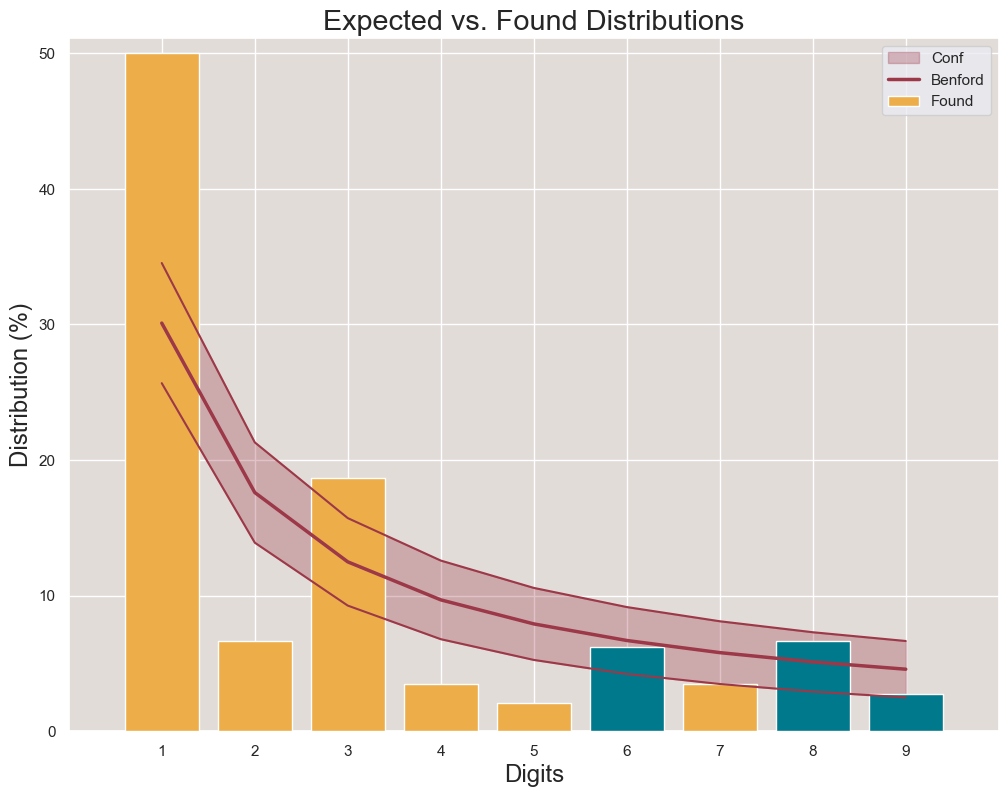 Expected vs. Found Distributions
Conf
Benford
Found
Distribution (%)
50
40
30
20
10
0
1 2 3 4 5 6 7 8 9
Digits